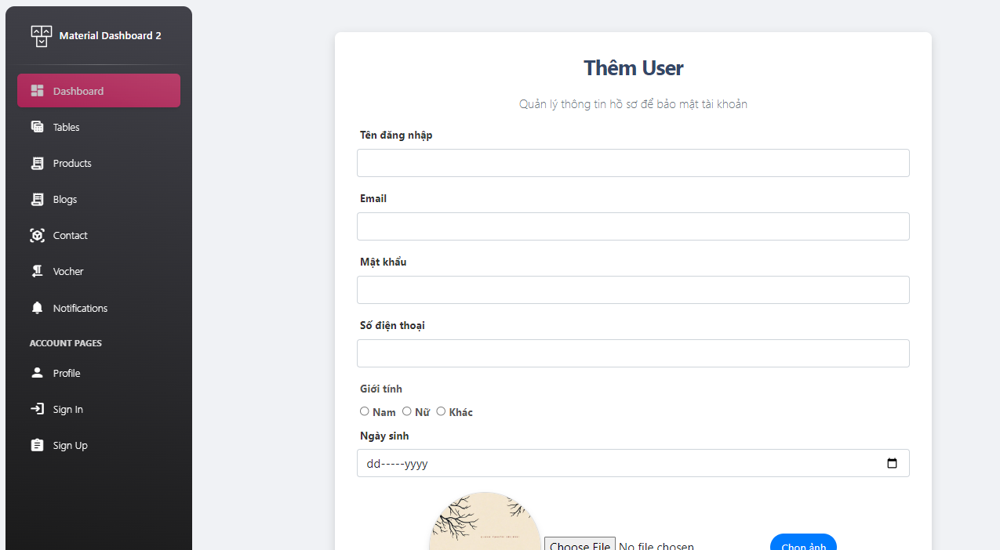 Material Dashboard 2
Dashboard
Tables
Products
Blogs
Contact
Vocher
Notifications
ACCOUNT PAGES
Profile
Sign In
Sign Up
Thêm User
Quản lý thông tin hồ sơ để bảo mật tài khoản
Tên đăng nhập
Email
Mật khẩu
Số điện thoại
Giới tính
Nam Nữ Khác
Ngày sinh
dd-----yyyy
Choose File No file chosen
Chọn ảnh